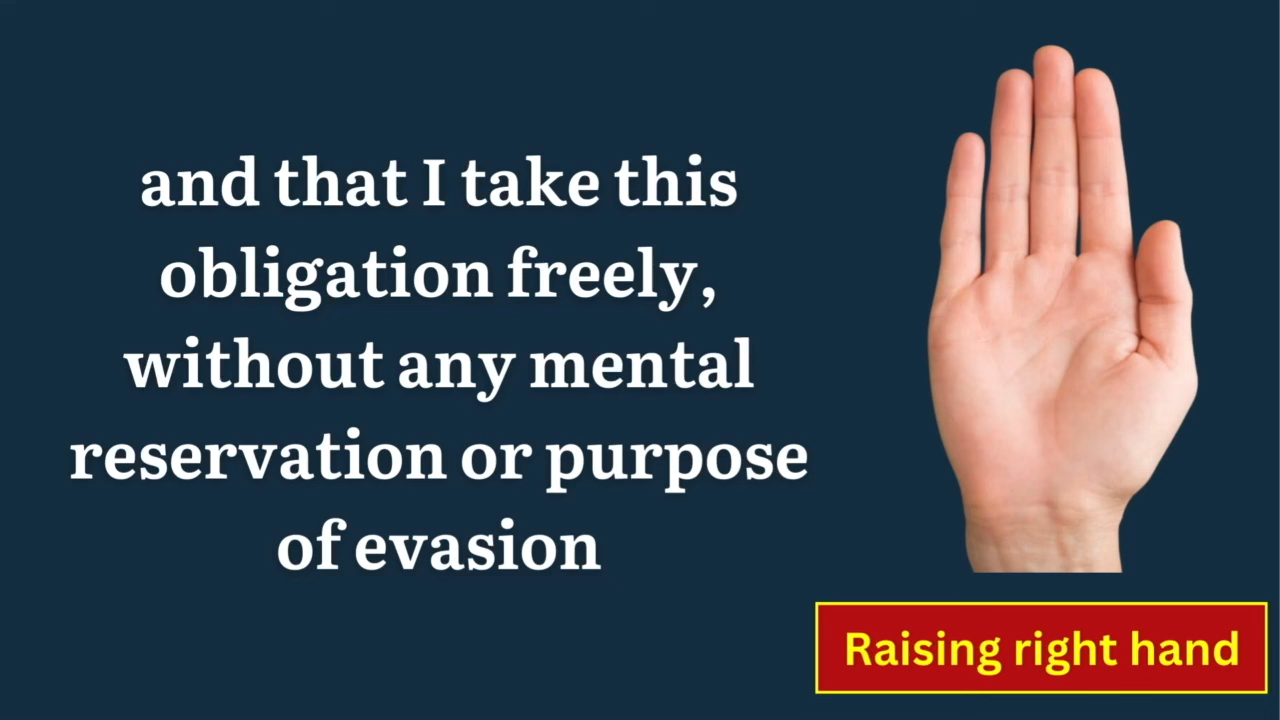 and that I take this
obligation freely,
without any mental
reservation or purpose
of evasion
Raising right hand